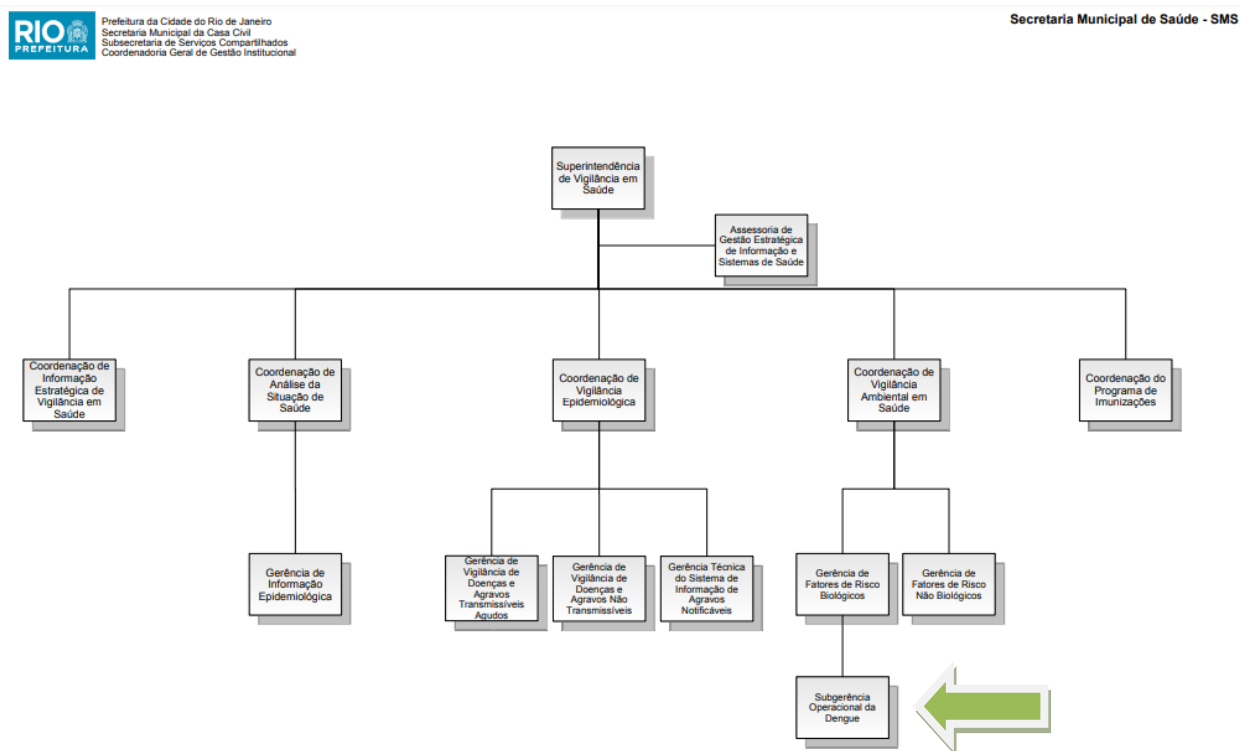 RIO
PREFEITURA
Prefeitura da Cidade do Rio de Janeiro
Secretaria Municipal da Casa Civil
Subsecretaria de Serviços Compartilhados
Coordenadoria Geral de Gestão Institucional
Secretaria Municipal de Saúde - SMS
Superintendência
de Vigilância em
Saúde
Assessoria de
Gestão Estratégica
de Informação e
Sistemas de Saúde
Coordenação de
Informação
Estratégica de
Vigilância em
Saúde
Coordenação de
Análise da
Situação de
Saúde
Coordenação de
Vigilância
Epidemiológica
Coordenação de
Vigilância
Ambiental em
Saúde
Coordenação do
Programa de
Imunizações
Gerência de
Informação
Epidemiológica
Gerência de
Vigilância de
Doenças e
Agravos
Transmissíveis
Agudos
Gerência de
Vigilância de
Doenças e
Agravos Não
Transmissíveis
Gerência Técnica
do Sistema de
Informação de
Agravos
Notificáveis
Gerência de
Fatores de Risco
Biológicos
Gerência de
Fatores de Risco
Não Biológicos
Subgerência
Operacional da
Dengue